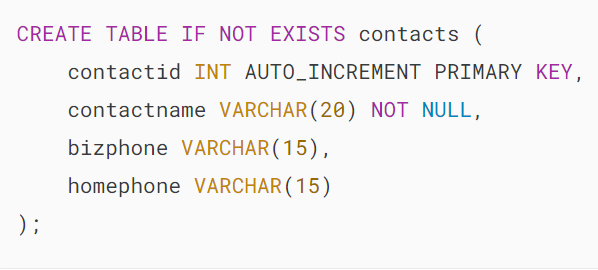 CREATE TABLE IF NOT EXISTS contacts (
    contactid INT AUTO_INCREMENT PRIMARY KEY,
    contactname VARCHAR(20) NOT NULL,
    bizphone VARCHAR(15),
    homephone VARCHAR(15)
);